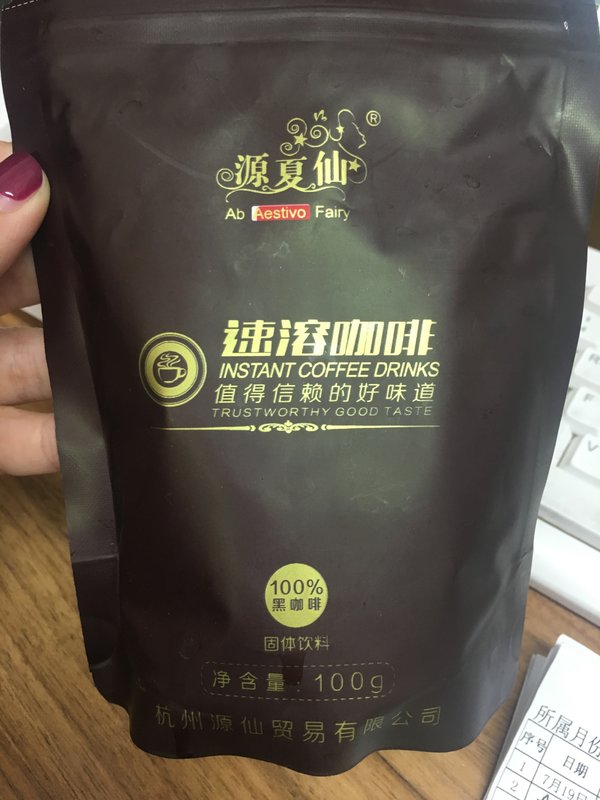 源夏仙®
Ab Aestivo Fairy
速溶咖啡
INSTANT COFFEE DRINKS
值得信赖的好味道
TRUSTWORTHY GOOD TASTE
100%
黑咖啡
固体饮料
净含量：100g
杭州源仙贸易有限公司
所属月份
序号 日期
1 7月19日
2